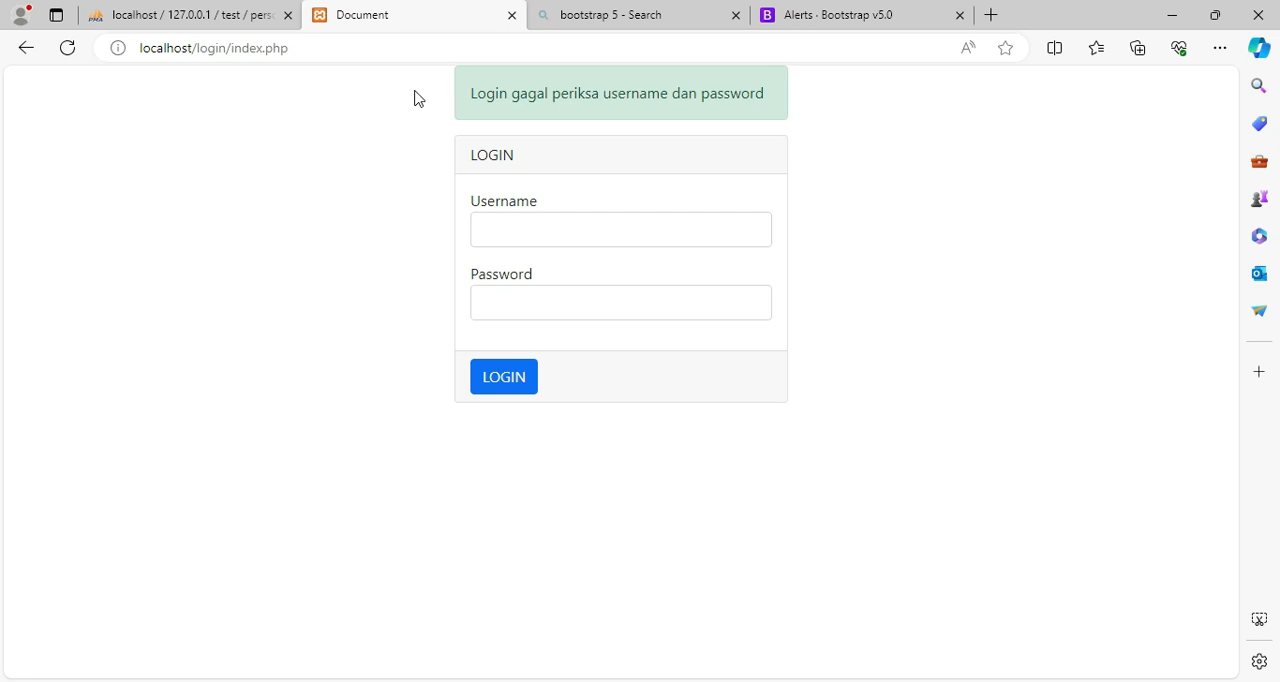 localhost / 127.0.0.1 / test / pers
Document
bootstrap 5 - Search
Alerts · Bootstrap v5.0
localhost/login/index.php
Login gagal periksa username dan password
LOGIN
Username
Password
LOGIN